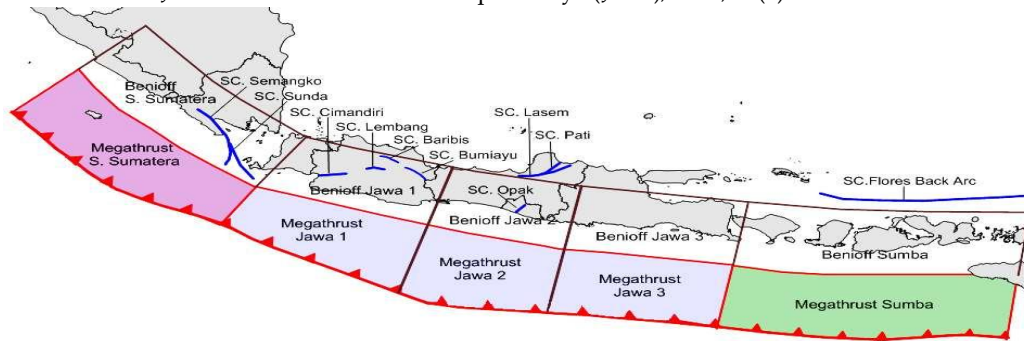 Benioff
S. Sumatera
SC. Semangko
SC. Sunda
SC. Cimandiri
SC. Lembang
SC. Baribis
SC. Bumiayu
SC. Lasem
SC. Pati
SC. Opak
SC.Flores Back Arc
Megathrust
S. Sumatera
Benioff Jawa 1
Benioff Jawa 2
Benioff Jawa 3
Benioff Sumba
Megathrust
Jawa 1
Megathrust
Jawa 2
Megathrust
Jawa 3
Megathrust Sumba